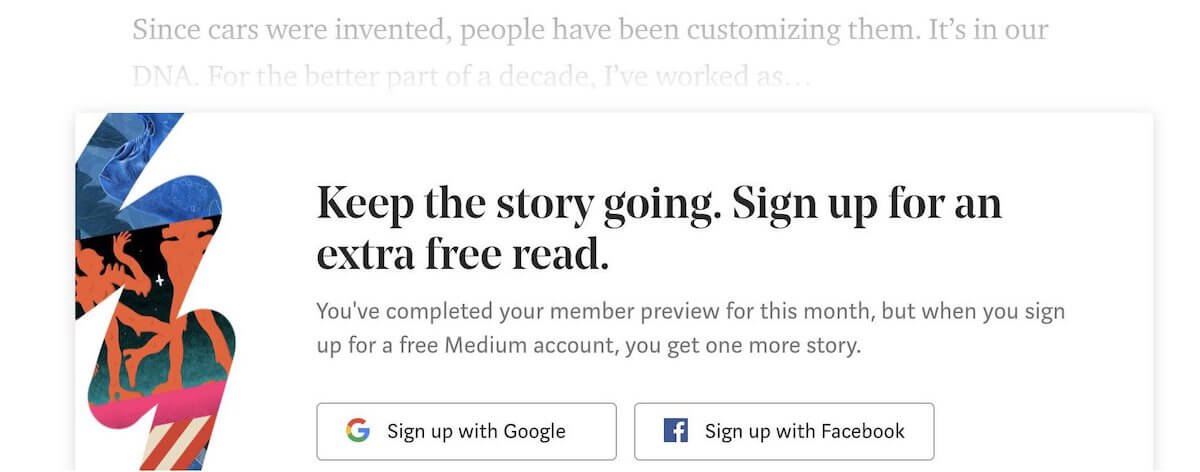 Since cars were invented, people have been customizing them. It’s in our
DNA. For the better part of a decade, I’ve worked as…
Keep the story going. Sign up for an
extra free read.
You've completed your member preview for this month, but when you sign
up for a free Medium account, you get one more story.
Sign up with Google
Sign up with Facebook